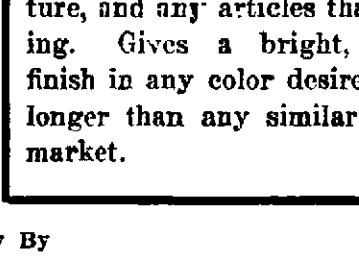 ture, and any articles tha
ing. Gives a bright,
finish in any color desire
longer than any similar
market.
y By